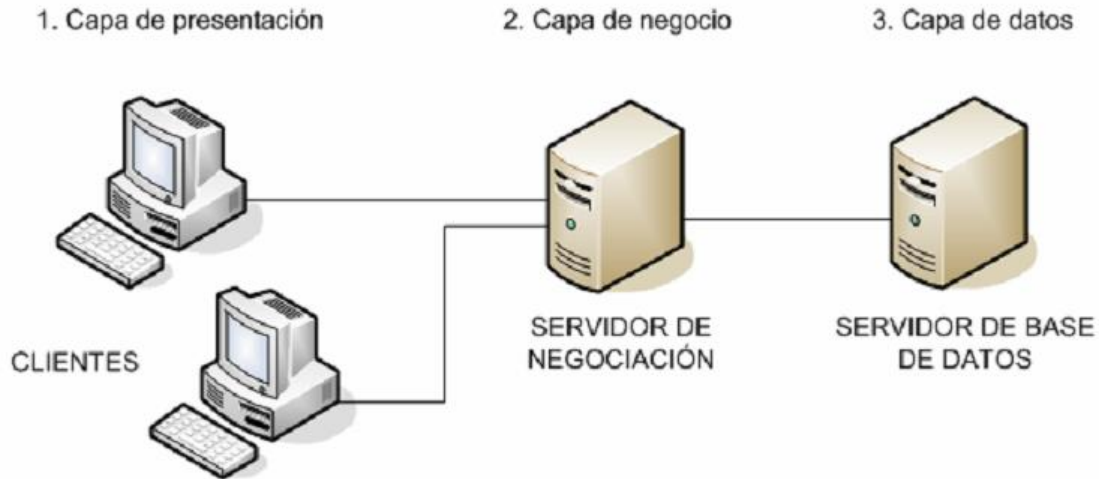 1. Capa de presentación
2. Capa de negocio
3. Capa de datos
CLIENTES
SERVIDOR DE
NEGOCIACIÓN
SERVIDOR DE BASE
DE DATOS